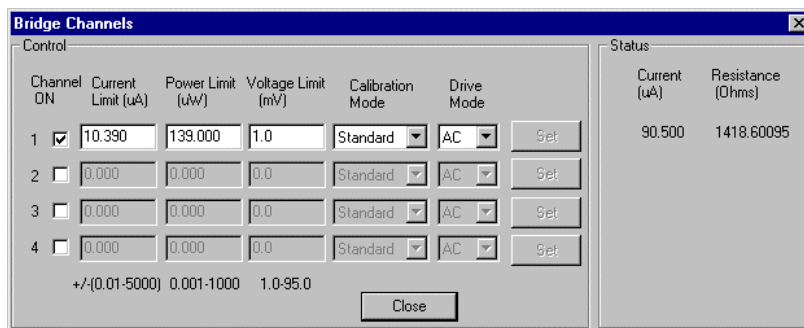 Bridge Channels
Control
Status
Channel ON
Current Limit (uA)
Power Limit (uW)
Voltage Limit (mV)
Calibration Mode
Drive Mode
Current (uA)
Resistance (Ohms)
1 10.390 139.000 1.0 Standard AC Set 90.500 1418.60095
2 0.000 0.000 0.0 Standard AC Set
3 0.000 0.000 0.0 Standard AC Set
4 0.000 0.000 0.0 Standard AC Set
+/-(0.01-5000) 0.001-1000 1.0-95.0
Close